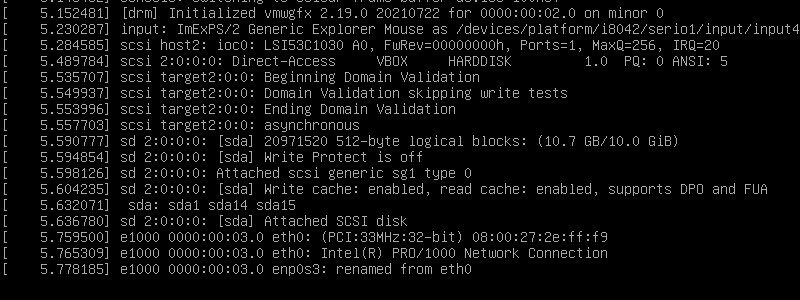 [    5.152481] [drm] Initialized vmwgfx 2.19.0 20210722 for 0000:00:02.0 on minor 0
[    5.230287] input: ImExPS/2 Generic Explorer Mouse as /devices/platform/i8042/serio1/input/input4
[    5.284585] scsi host2: ioc0: LSI53C1030 A0, FwRev=00000000h, Ports=1, MaxQ=256, IRQ=20
[    5.489784] scsi 2:0:0:0: Direct-Access     VBOX     HARDDISK         1.0  PQ: 0 ANSI: 5
[    5.535707] scsi target2:0:0: Beginning Domain Validation
[    5.549937] scsi target2:0:0: Domain Validation skipping write tests
[    5.553996] scsi target2:0:0: Ending Domain Validation
[    5.557703] scsi target2:0:0: asynchronous
[    5.590777] sd 2:0:0:0: [sda] 20971520 512-byte logical blocks: (10.7 GB/10.0 GiB)
[    5.594854] sd 2:0:0:0: [sda] Write Protect is off
[    5.598126] sd 2:0:0:0: Attached scsi generic sg1 type 0
[    5.604235] sd 2:0:0:0: [sda] Write cache: enabled, read cache: enabled, supports DPO and FUA
[    5.632071]  sda: sda1 sda14 sda15
[    5.636780] sd 2:0:0:0: [sda] Attached SCSI disk
[    5.759500] e1000 0000:00:03.0 eth0: (PCI:33MHz:32-bit) 08:00:27:2e:ff:f9
[    5.765309] e1000 0000:00:03.0 eth0: Intel(R) PRO/1000 Network Connection
[    5.778185] e1000 0000:00:03.0 enp0s3: renamed from eth0